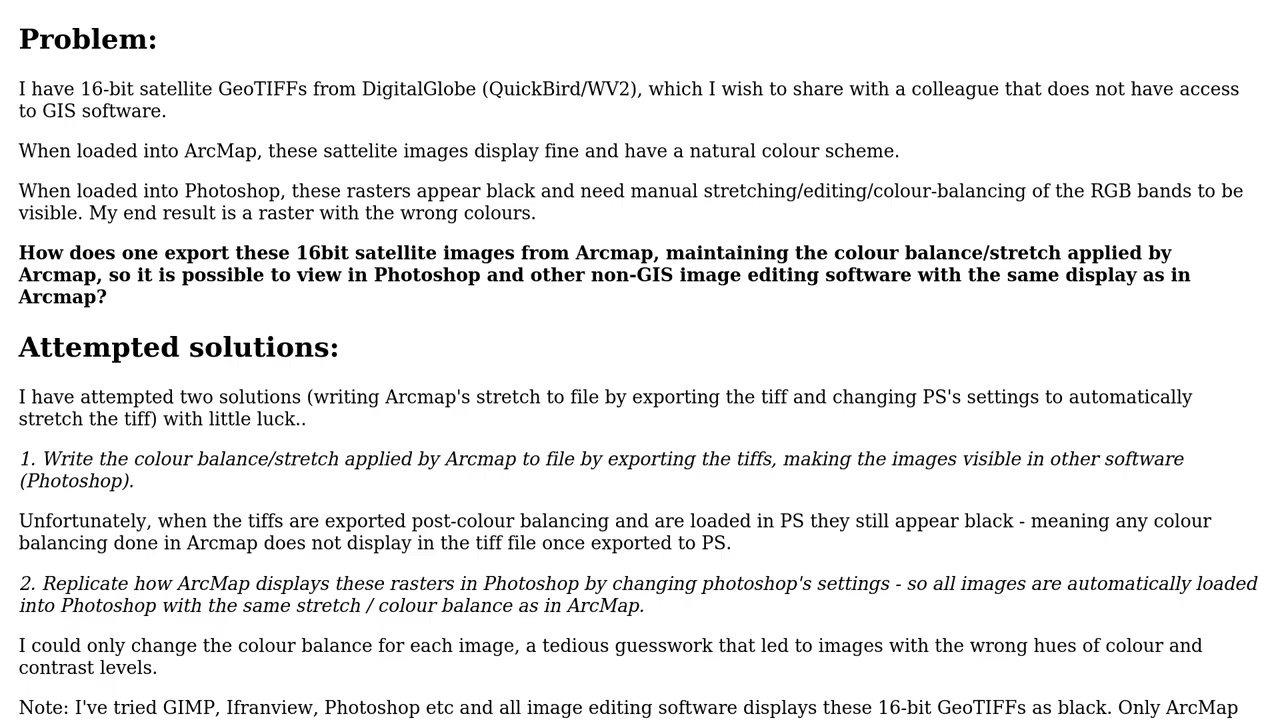 Problem:
I have 16-bit satellite GeoTIFFs from DigitalGlobe (QuickBird/WV2), which I wish to share with a colleague that does not have access
to GIS software.
When loaded into ArcMap, these sattelite images display fine and have a natural colour scheme.
When loaded into Photoshop, these rasters appear black and need manual stretching/editing/colour-balancing of the RGB bands to be
visible. My end result is a raster with the wrong colours.
How does one export these 16bit satellite images from Arcmap, maintaining the colour balance/stretch applied by
Arcmap, so it is possible to view in Photoshop and other non-GIS image editing software with the same display as in
Arcmap?
Attempted solutions:
I have attempted two solutions (writing Arcmap's stretch to file by exporting the tiff and changing PS's settings to automatically
stretch the tiff) with little luck..
1. Write the colour balance/stretch applied by Arcmap to file by exporting the tiffs, making the images visible in other software
(Photoshop).
Unfortunately, when the tiffs are exported post-colour balancing and are loaded in PS they still appear black - meaning any colour
balancing done in Arcmap does not display in the tiff file once exported to PS.
2. Replicate how ArcMap displays these rasters in Photoshop by changing photoshop's settings - so all images are automatically loaded
into Photoshop with the same stretch / colour balance as in ArcMap.
I could only change the colour balance for each image, a tedious guesswork that led to images with the wrong hues of colour and
contrast levels.
Note: I've tried GIMP, Ifranview, Photoshop etc and all image editing software displays these 16-bit GeoTIFFs as black. Only ArcMap